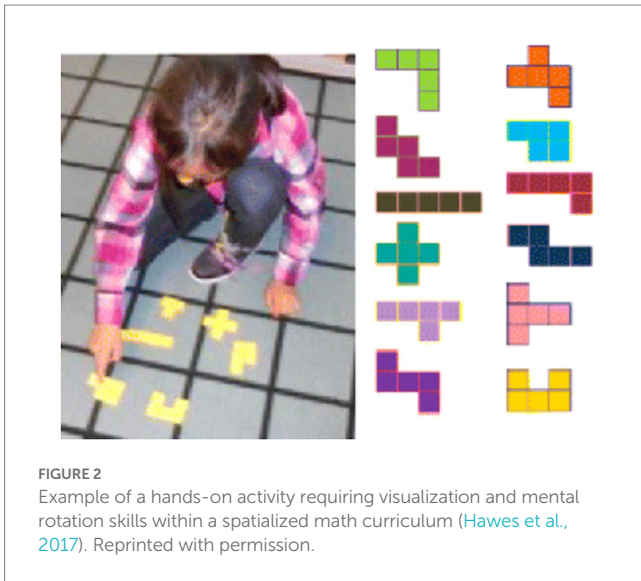 FIGURE 2
Example of a hands-on activity requiring visualization and mental
rotation skills within a spatialized math curriculum (Hawes et al.,
2017). Reprinted with permission.